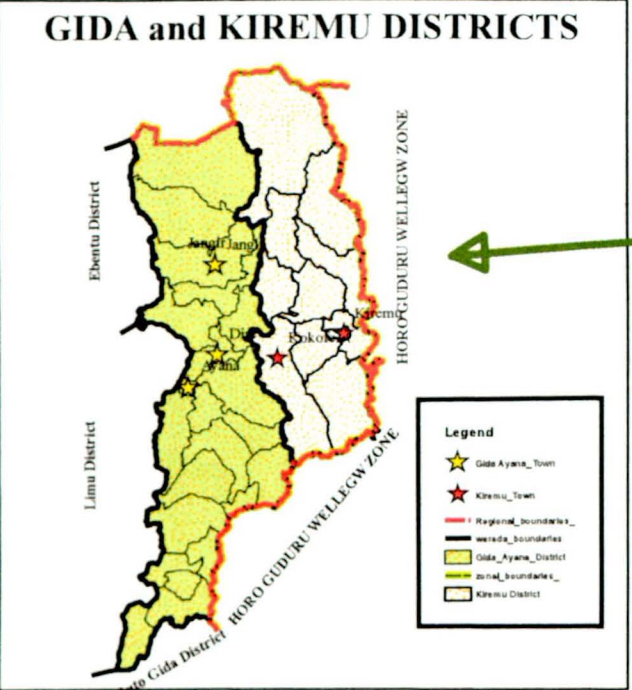 GIDA and KIREMU DISTRICTS
HORO GUDURU WELLEGW ZONE
Ebentu District
Kiremu
Ayana
Limu District
HORO GUDURU WELLEGW ZONE
Gida District
Legend
Gida Ayana_Town
Kiremu_Town
Regional_boundaries_
wereda_boundaries
Gida_Ayana_District
zonal_boundaries_
Kiremu District